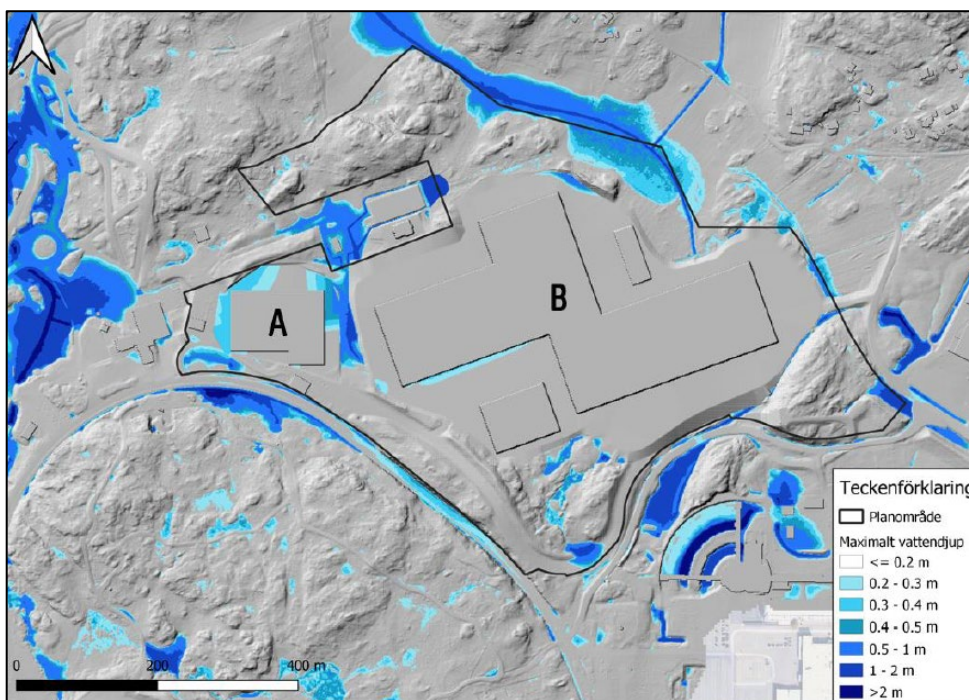 A
B
Teckenförklaring
Planområde
Maximalt vattendjup
<= 0.2 m
0.2 - 0.3 m
0.3 - 0.4 m
0.4 - 0.5 m
0.5 - 1 m
1 - 2 m
>2 m
0 200 400 m